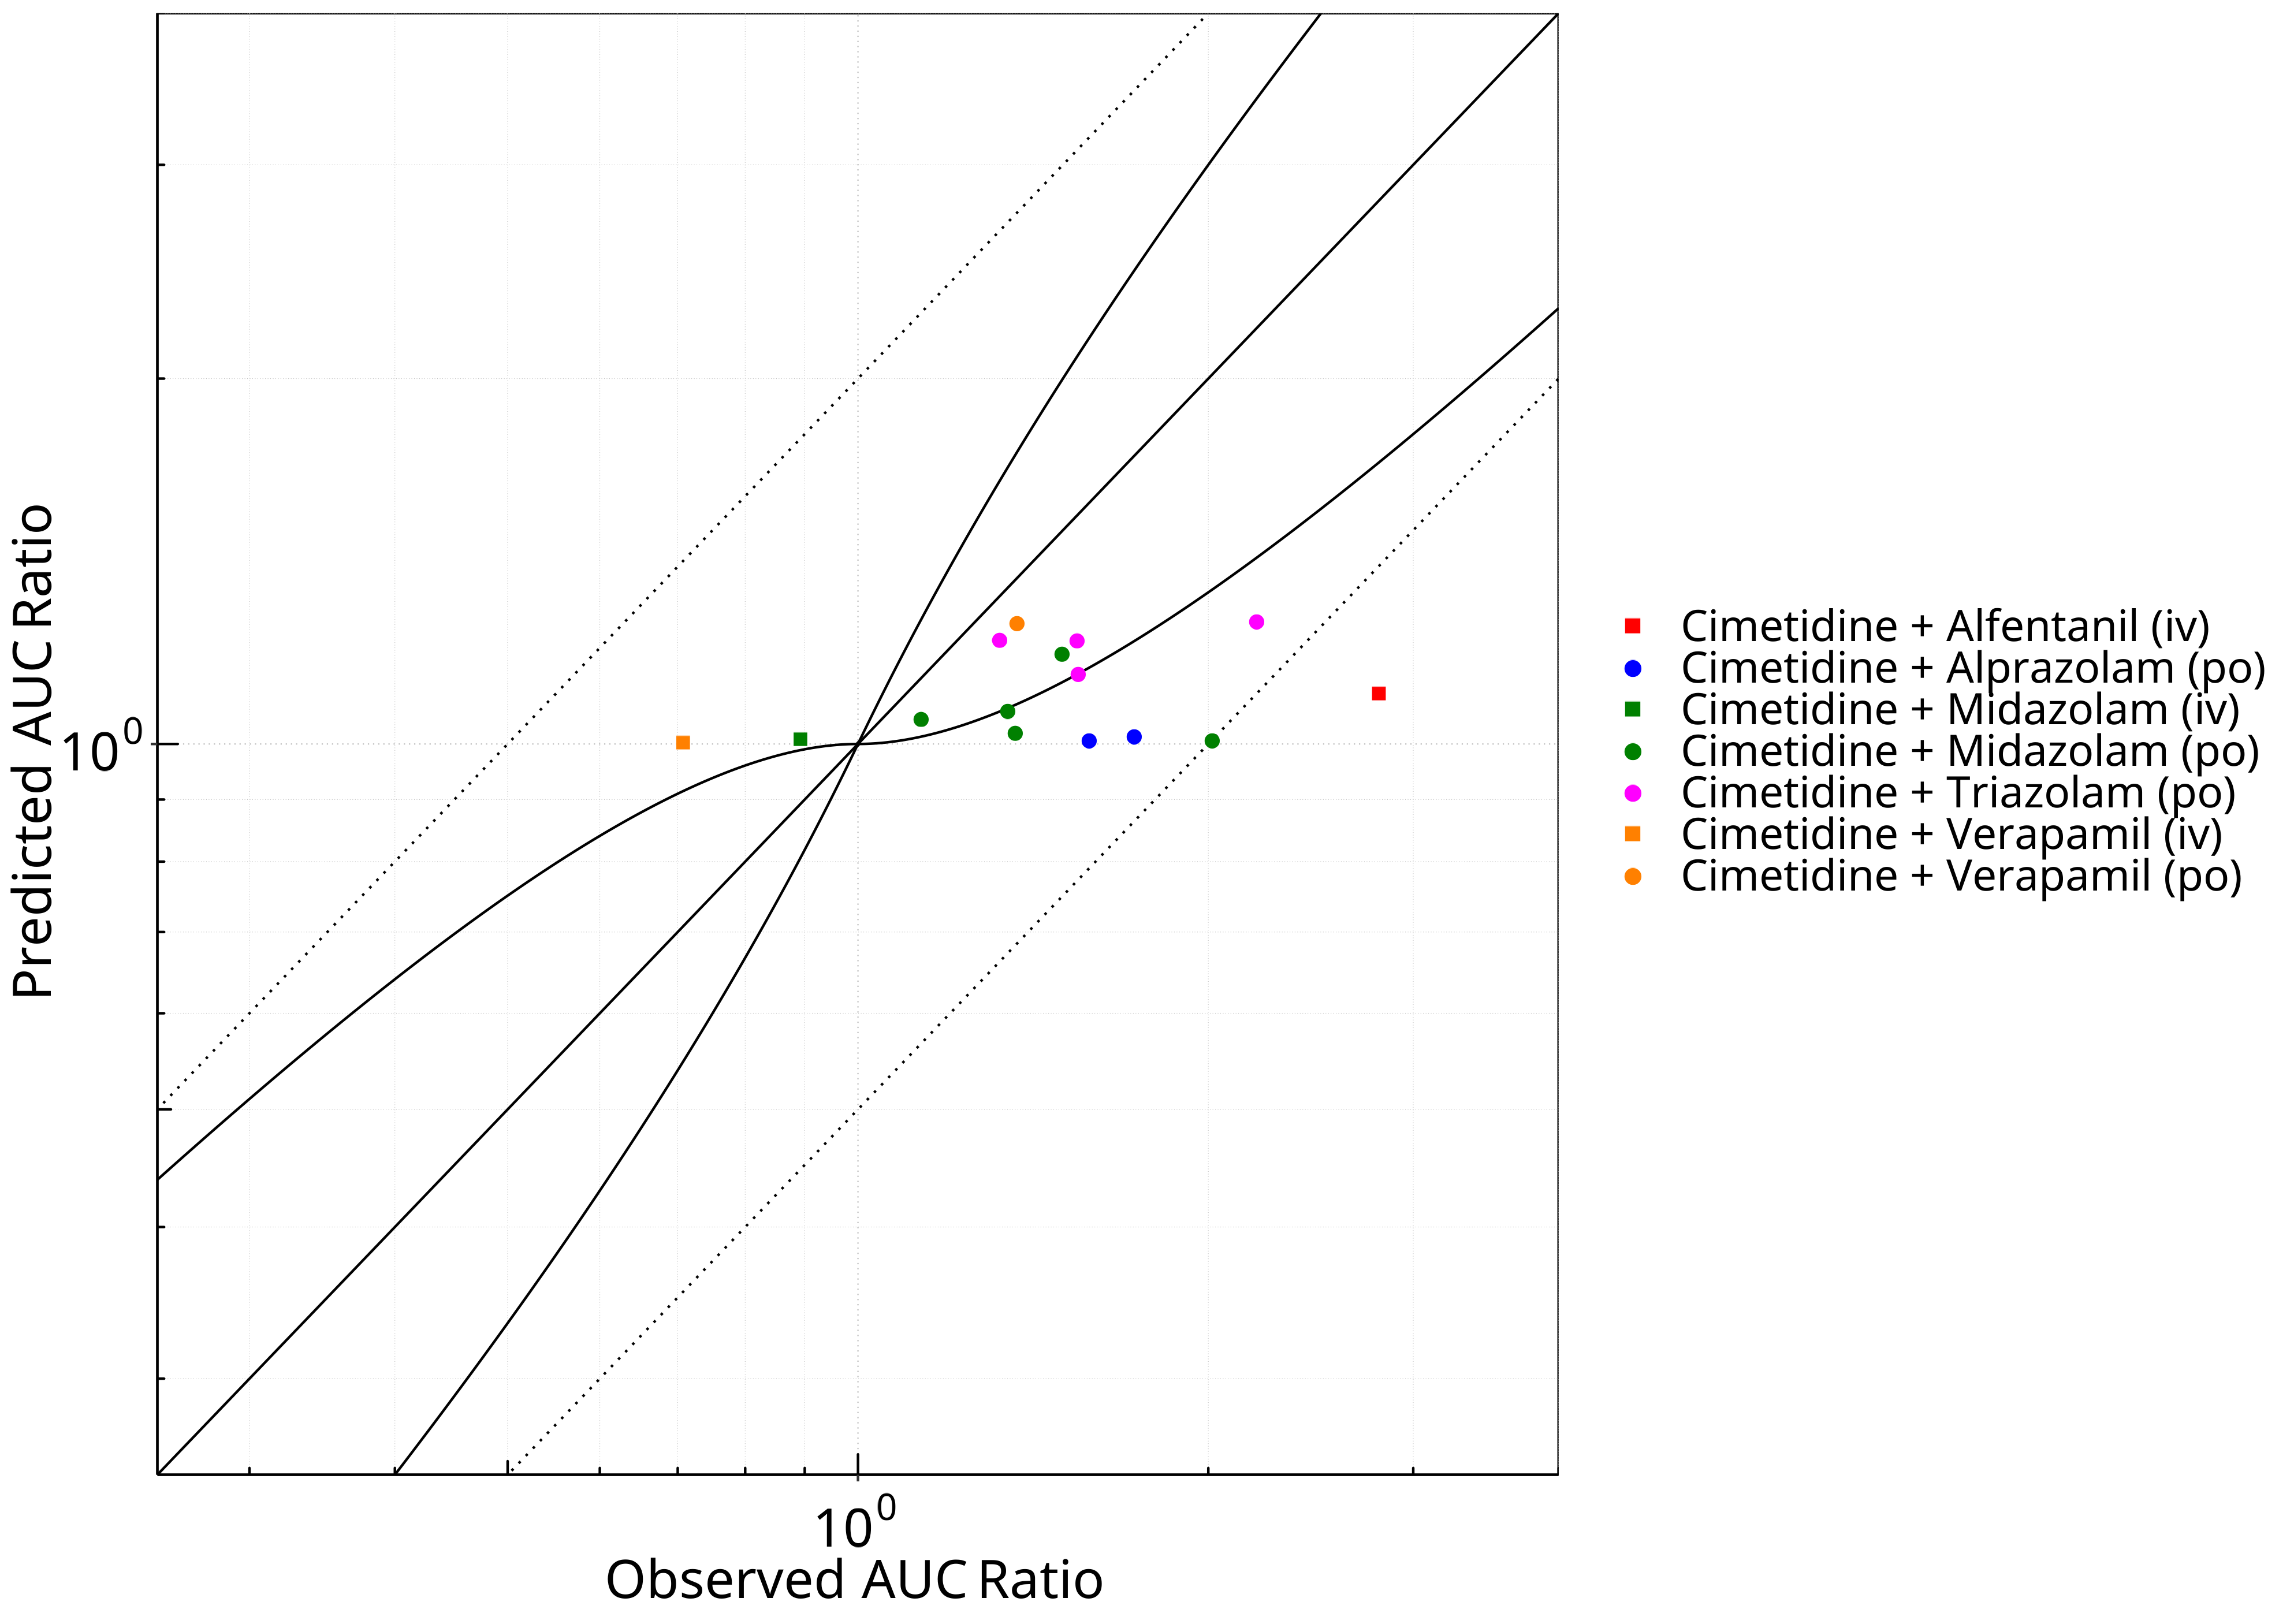 Predicted AUC Ratio
10^0
10^0
Observed AUC Ratio
Cimetidine + Alfentanil (iv)
Cimetidine + Alprazolam (po)
Cimetidine + Midazolam (iv)
Cimetidine + Midazolam (po)
Cimetidine + Triazolam (po)
Cimetidine + Verapamil (iv)
Cimetidine + Verapamil (po)